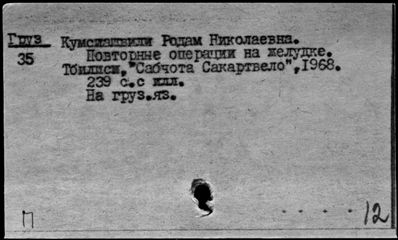 Груз Кумсиашвили Родам Николаевна.
35 Повторные операции на желудке.
Тбилиси, "Сабчота Сакартвело", 1968.
239 с.с илл.
На груз.яз.
П 12